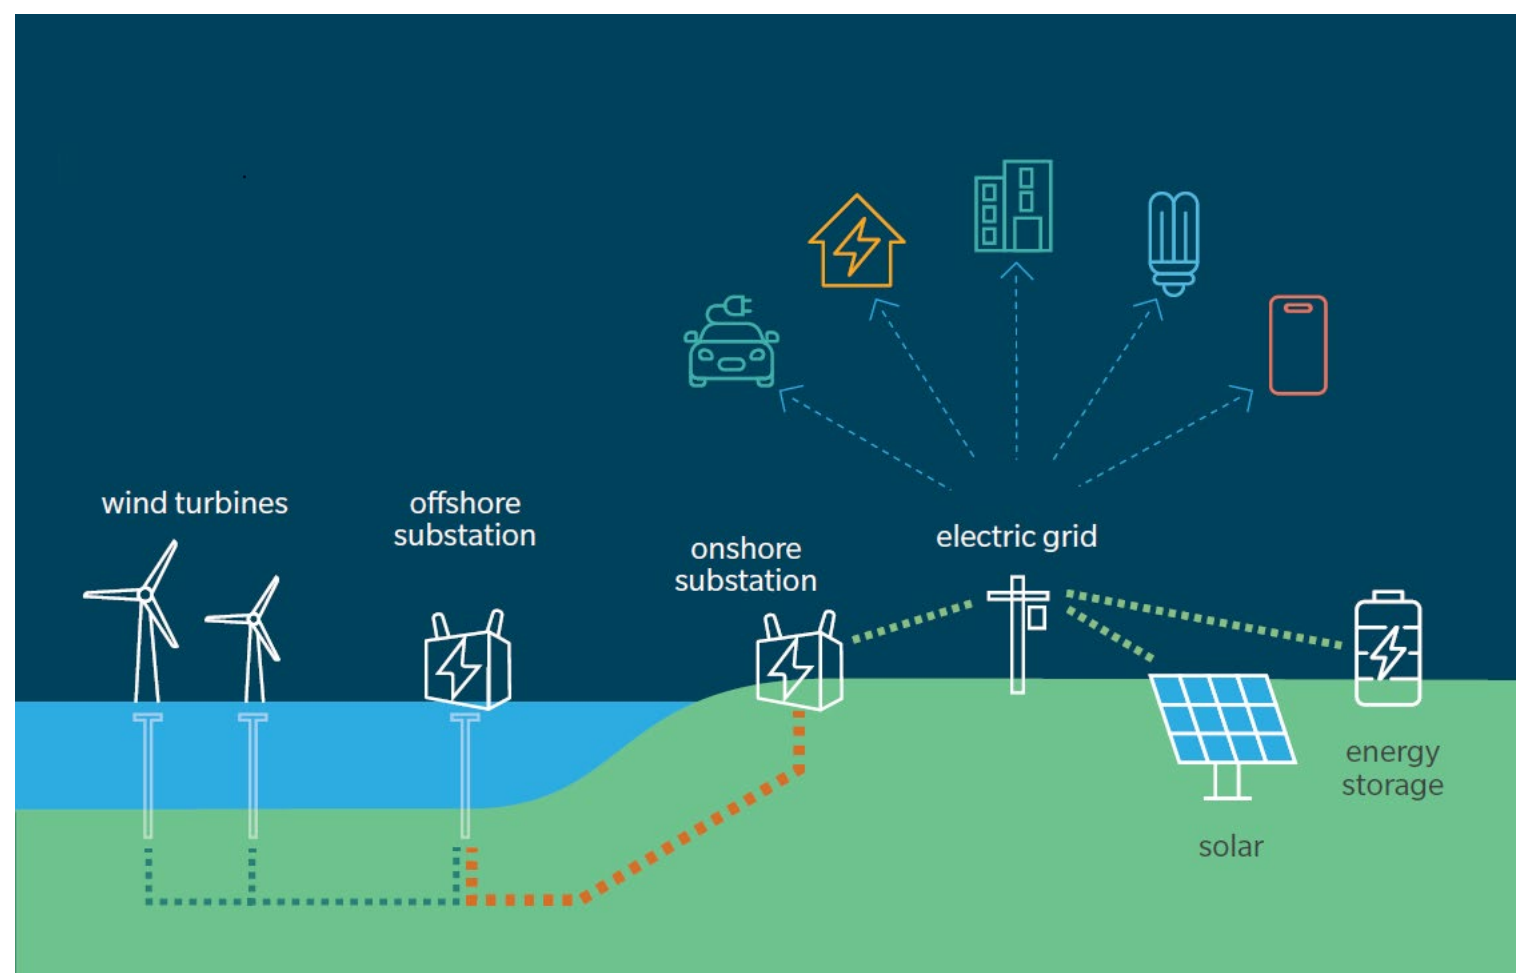 wind turbines
offshore
substation
onshore
substation
electric grid
energy
storage
solar